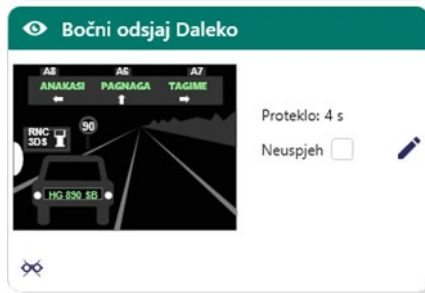 Bočni odsjaj Daleko
A8 A6 A7
ANAKASI PAGNAGA TAGIME
90
RNC
3DS
HG 890 SB
Proteklo: 4 s
Neuspjeh